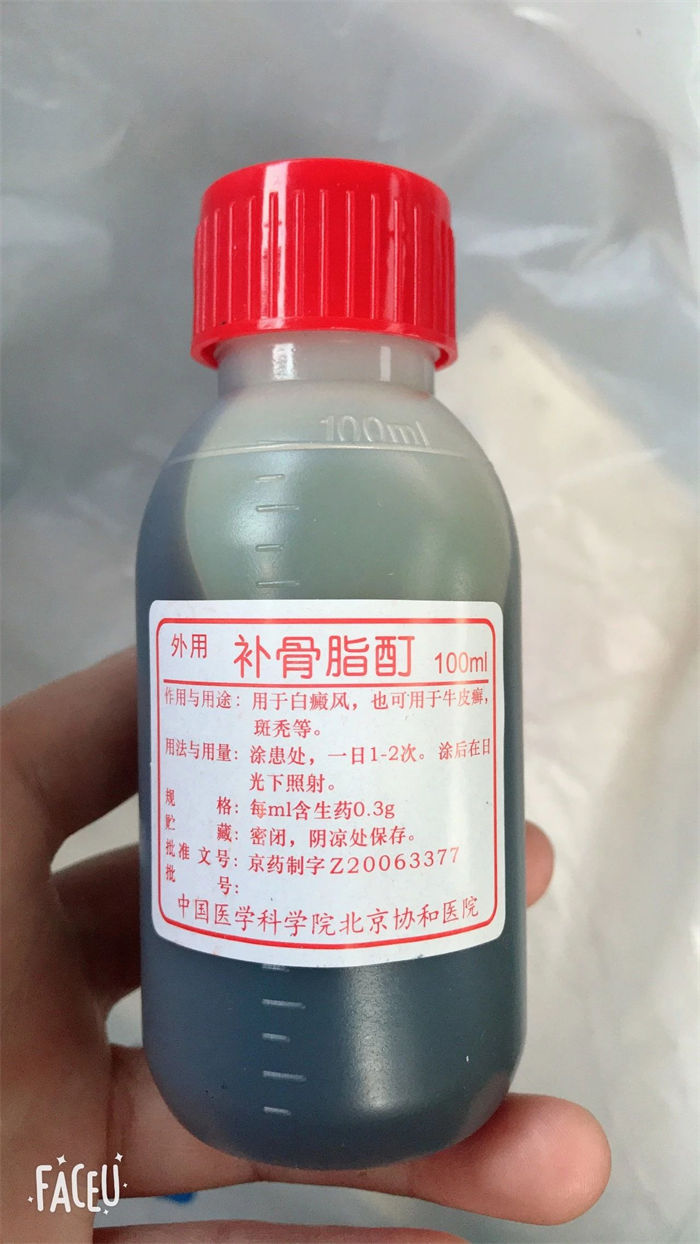 100ml
外用 补骨脂酊 100ml
作用与用途：用于白癜风，也可用于牛皮癣，
斑秃等。
用法与用量：涂患处，一日1-2次。涂后在日
光下照射。
规 格：每ml含生药0.3g
贮 藏：密闭，阴凉处保存。
批准文号：京药制字Z20063377
批 号：
中国医学科学院北京协和医院
FACEU